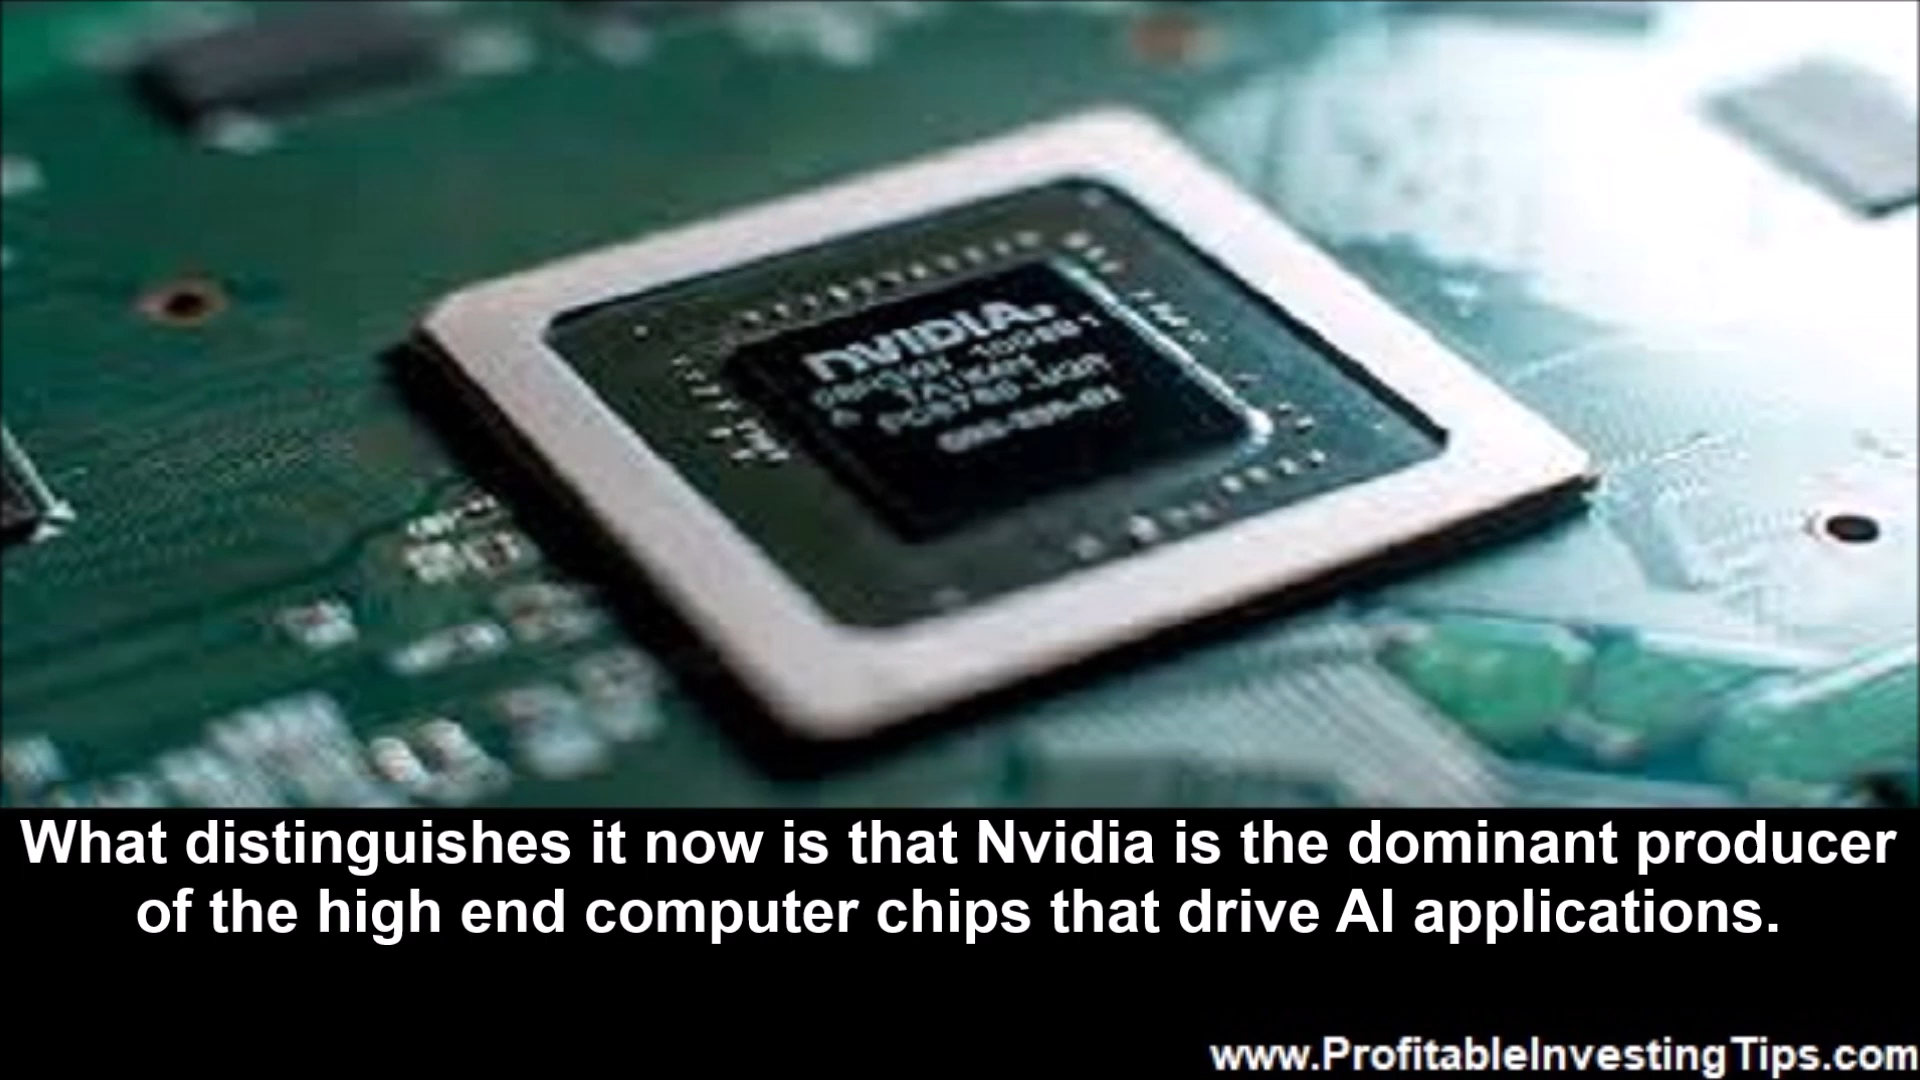 NVIDIA.
What distinguishes it now is that Nvidia is the dominant producer
of the high end computer chips that drive AI applications.
www.ProfitableInvestingTips.com